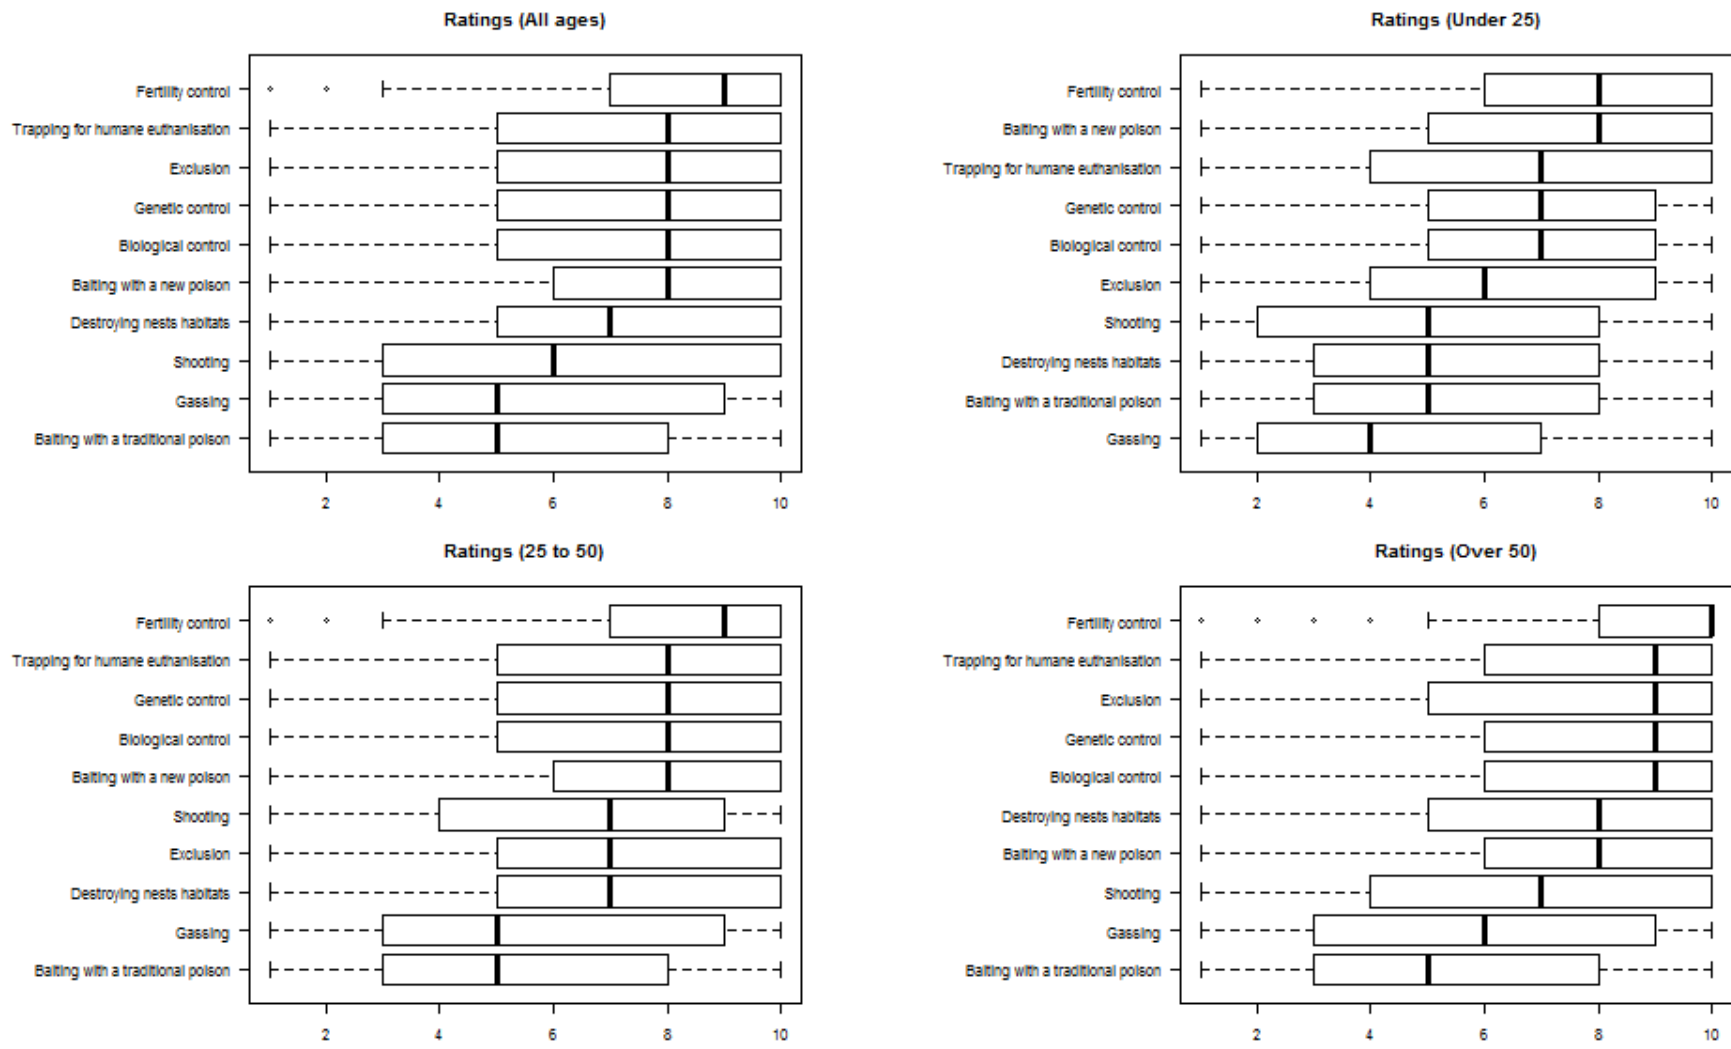 Ratings (All ages)
Fertility control
Trapping for humane euthanisation
Exclusion
Genetic control
Biological control
Baiting with a new poison
Destroying nests habitats
Shooting
Gassing
Baiting with a traditional poison
2 4 6 8 10
Ratings (Under 25)
Fertility control
Baiting with a new poison
Trapping for humane euthanisation
Genetic control
Biological control
Exclusion
Shooting
Destroying nests habitats
Baiting with a traditional poison
Gassing
2 4 6 8 10
Ratings (25 to 50)
Fertility control
Trapping for humane euthanisation
Genetic control
Biological control
Baiting with a new poison
Shooting
Exclusion
Destroying nests habitats
Gassing
Baiting with a traditional poison
2 4 6 8 10
Ratings (Over 50)
Fertility control
Trapping for humane euthanisation
Exclusion
Genetic control
Biological control
Destroying nests habitats
Baiting with a new poison
Shooting
Gassing
Baiting with a traditional poison
2 4 6 8 10